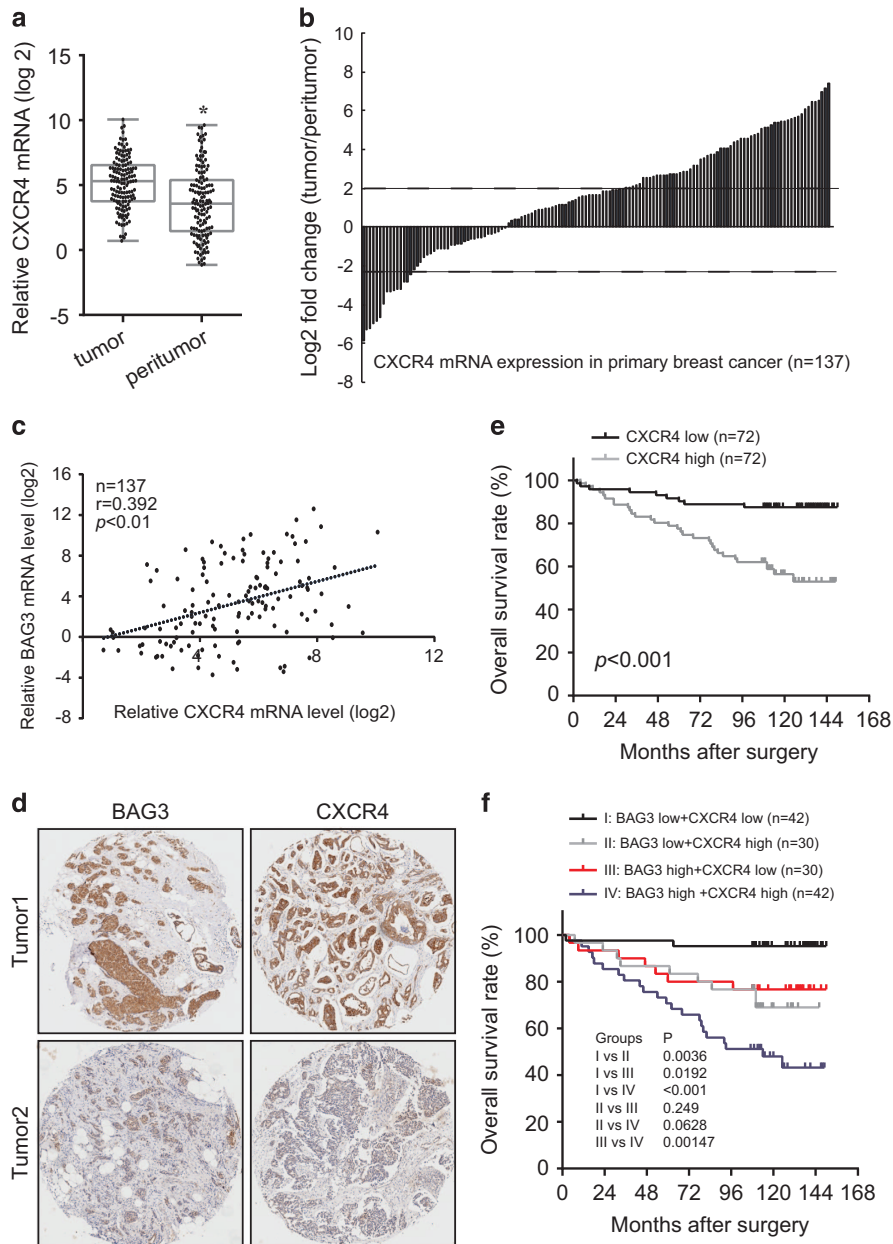 a
Relative CXCR4 mRNA (log 2)
15
10
5
0
-5
*
tumor
peritumor
b
Log2 fold change (tumor/peritumor)
10
8
6
4
2
0
-2
-4
-6
-8
CXCR4 mRNA expression in primary breast cancer (n=137)
c
Relative BAG3 mRNA level (log2)
16
12
8
4
0
-4
-8
n=137
r=0.392
p<0.01
4
8
12
Relative CXCR4 mRNA level (log2)
e
CXCR4 low (n=72)
CXCR4 high (n=72)
Overall survival rate (%)
100
80
60
40
20
0
p<0.001
0 24 48 72 96 120 144 168
Months after surgery
d
BAG3
CXCR4
Tumor1
Tumor2
f
I: BAG3 low+CXCR4 low (n=42)
II: BAG3 low+CXCR4 high (n=30)
III: BAG3 high+CXCR4 low (n=30)
IV: BAG3 high +CXCR4 high (n=42)
Overall survival rate (%)
100
80
60
80
20
0
Groups P
I vs II 0.0036
I vs III 0.0192
I vs IV <0.001
II vs III 0.249
II vs IV 0.0628
III vs IV 0.00147
0 24 48 72 96 120 144 168
Months after surgery